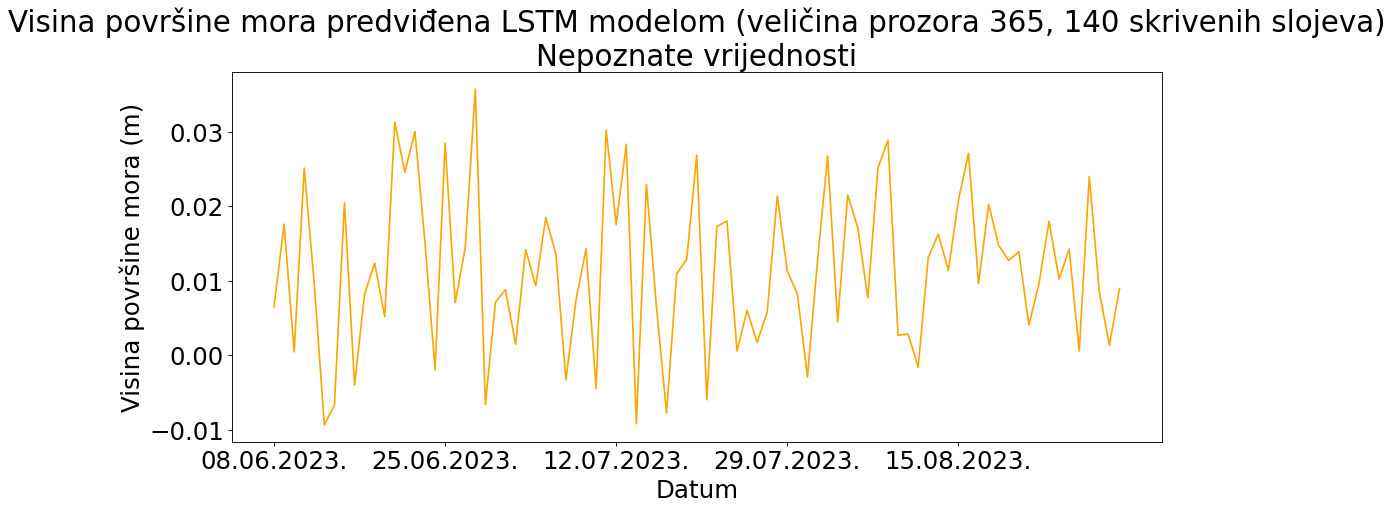 Visina površine mora predviđena LSTM modelom (veličina prozora 365, 140 skrivenih slojeva)
Nepoznate vrijednosti
Visina površine mora (m)
0.03
0.02
0.01
0.00
−0.01
08.06.2023. 25.06.2023. 12.07.2023. 29.07.2023. 15.08.2023.
Datum